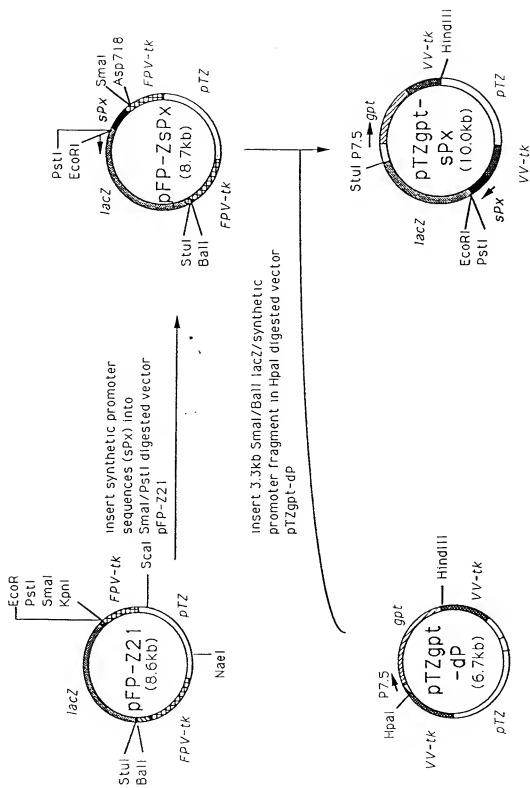 EcoR
PstI
SmaI
KpnI
FPV-tk
ScaI
pTZ
NaeI
FPV-tk
BalI
StuI
lacZ
pFP-Z21
(8.6kb)
Insert synthetic promoter
sequences (sPx) into
SmaI/PstI digested vector
pFP-Z21
PstI
EcoRI
sPx
SmaI
Asp718
FPV-tk
pTZ
FPV-tk
BalI
StuI
lacZ
pFP-ZsPx
(8.7kb)
Insert 3.3kb SmaI/BalI lacZ/synthetic
promoter fragment in HpaI digested vector
pTZgpt-dP
HpaI
P7.5
gpt
HindIII
VV-tk
pTZ
VV-tk
pTZgpt
-dP
(6.7kb)
StuI P7.5
gpt
VV-tk
HindIII
pTZ
VV-tk
sPx
PstI
EcoRI
lacZ
pTZgpt-
sPx
(10.0kb)